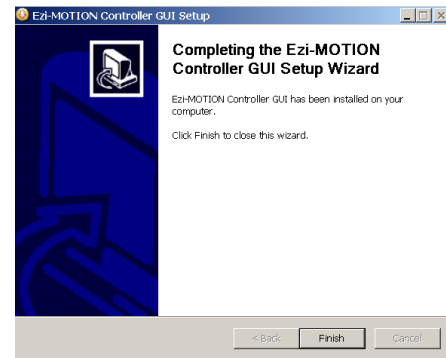 Ezi-MOTION Controller GUI Setup
Completing the Ezi-MOTION
Controller GUI Setup Wizard
Ezi-MOTION Controller GUI has been installed on your
computer.
Click Finish to close this wizard.
< Back Finish Cancel